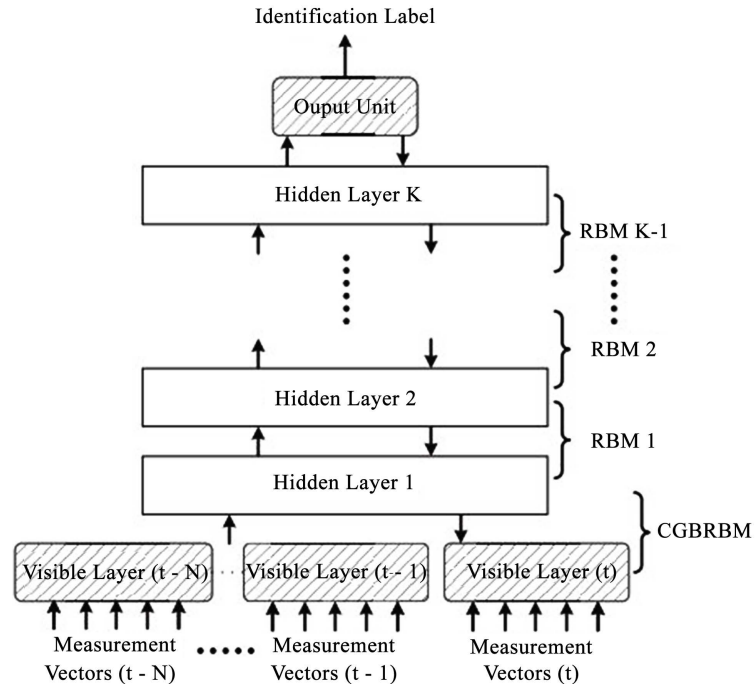 Identification Label
Ouput Unit
Hidden Layer K
RBM K-1
RBM 2
Hidden Layer 2
RBM 1
Hidden Layer 1
CGBRBM
Visible Layer (t - N)
Visible Layer (t - 1)
Visible Layer (t)
Measurement
Vectors (t - N)
Measurement
Vectors (t - 1)
Measurement
Vectors (t)